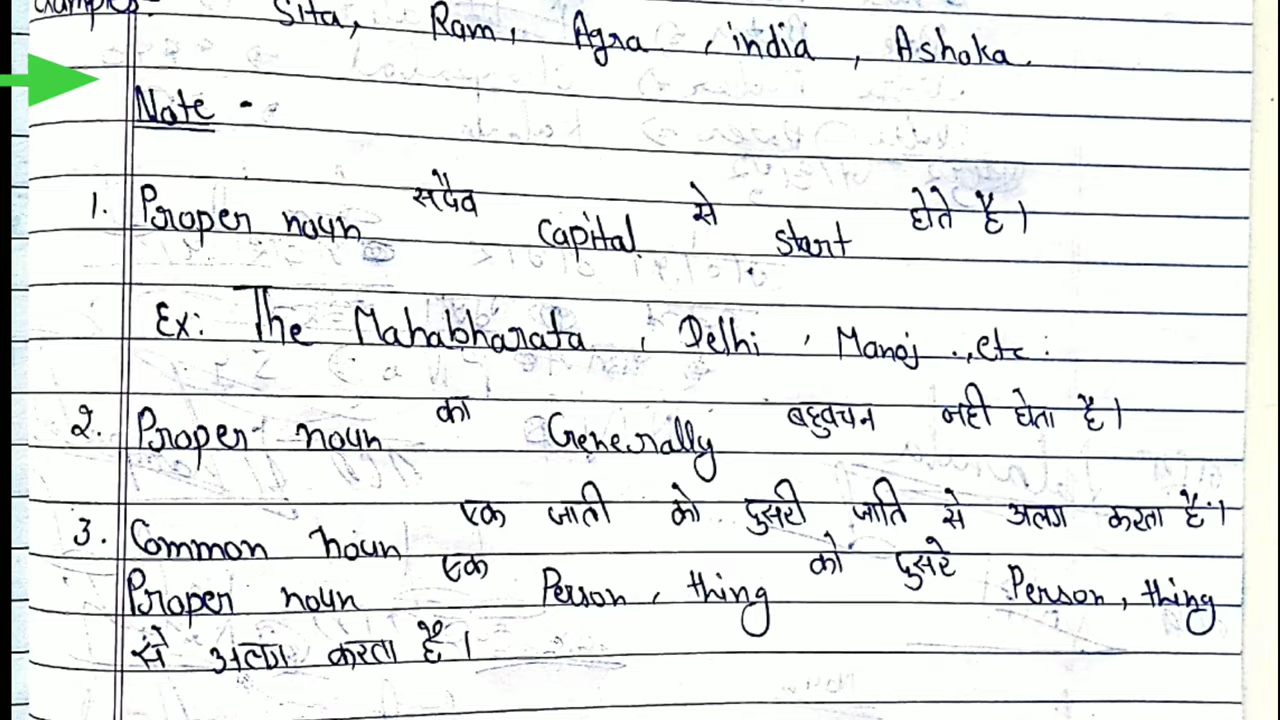 Examples Sita, Ram, Agra, india, Ashoka.
Note -
1. Proper noun सदैव capital से start होते है।
Ex: The Mahabharata, Delhi, Manoj ., etc.
2. Proper noun का Generally बहुवचन नही होता है।
3. Common noun एक जाती को दुसरी जाति से अलग करता है।
Proper noun एक Person, thing को दुसरे Person, thing
से अलग करता है।